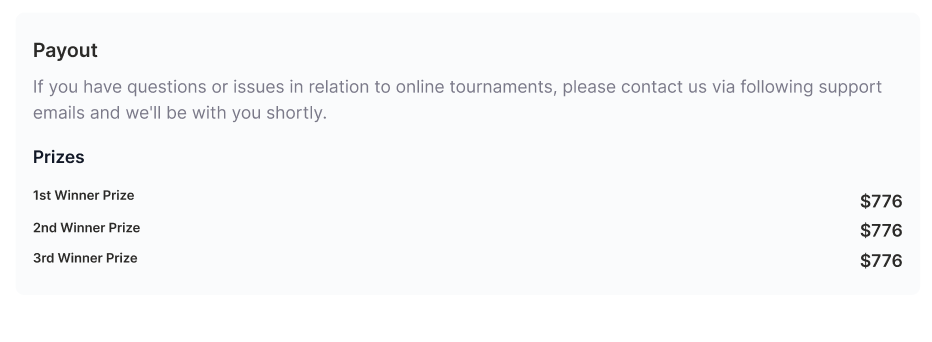 Payout
If you have questions or issues in relation to online tournaments, please contact us via following support
emails and we'll be with you shortly.
Prizes
1st Winner Prize $776
2nd Winner Prize $776
3rd Winner Prize $776